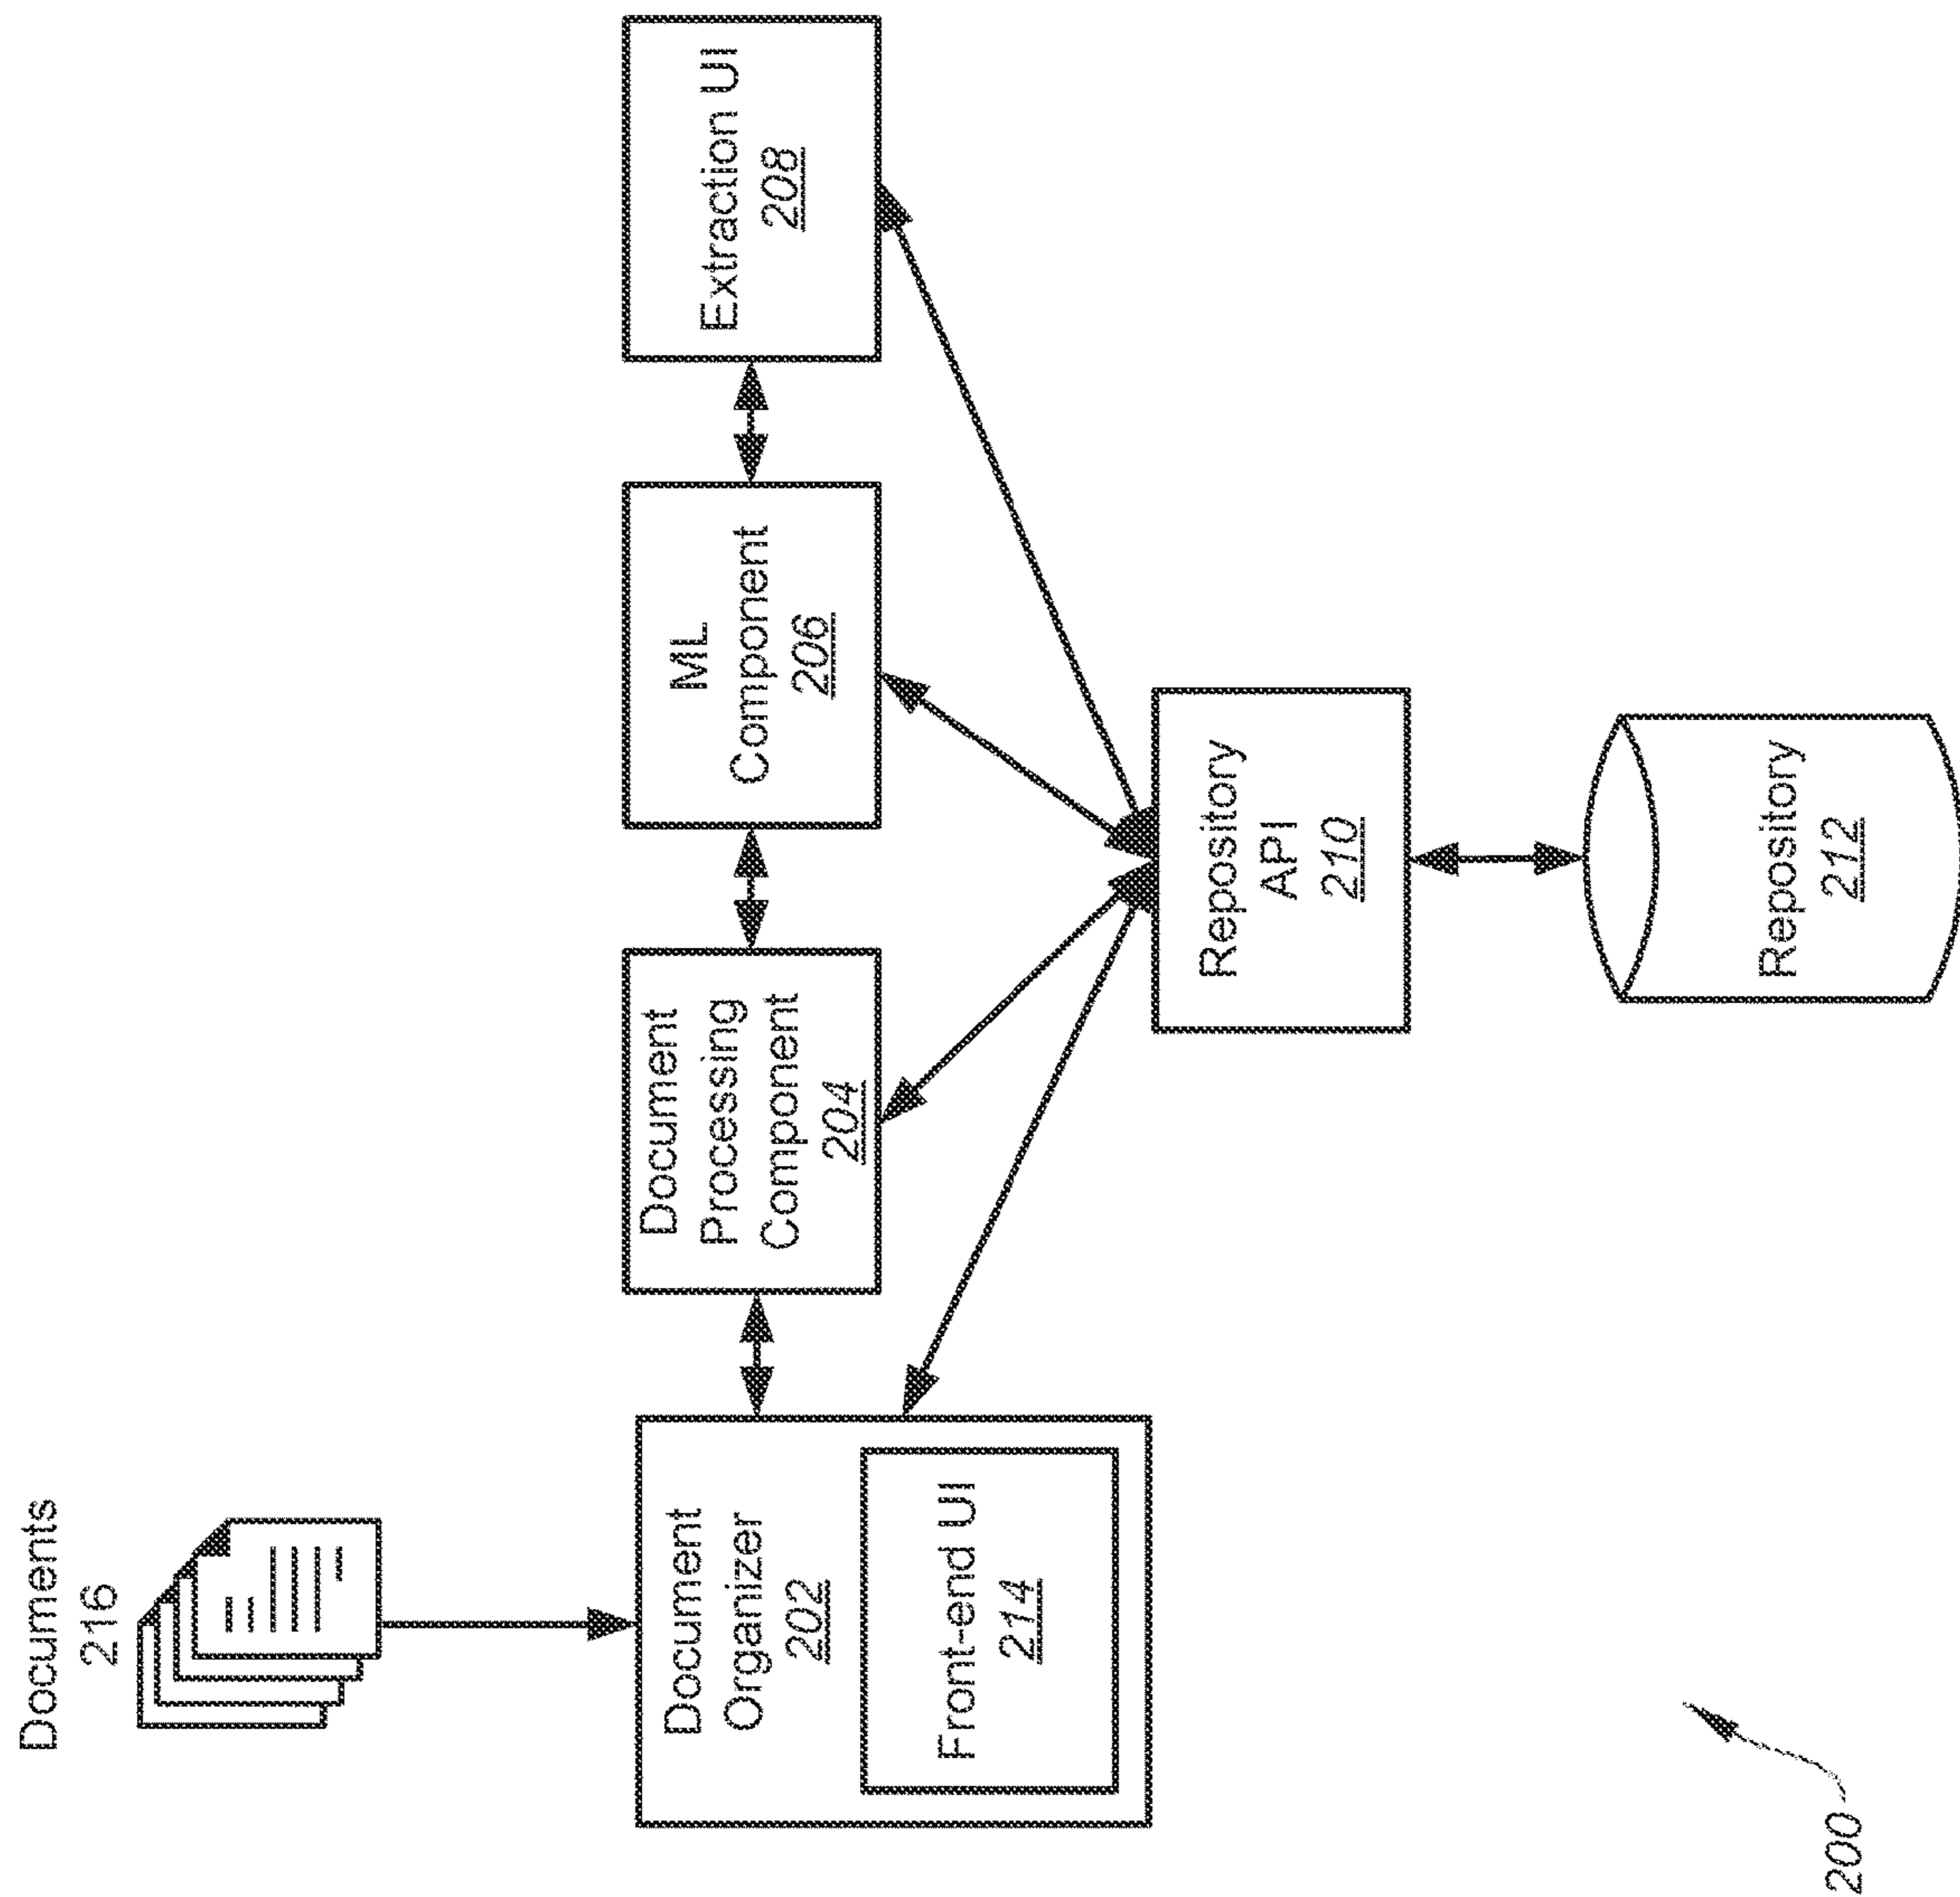 Documents
216
Document
Organizer
202
Front-end UI
214
Document
Processing
Component
204
ML
Component
206
Extraction UI
208
Repository
API
210
Repository
212
200